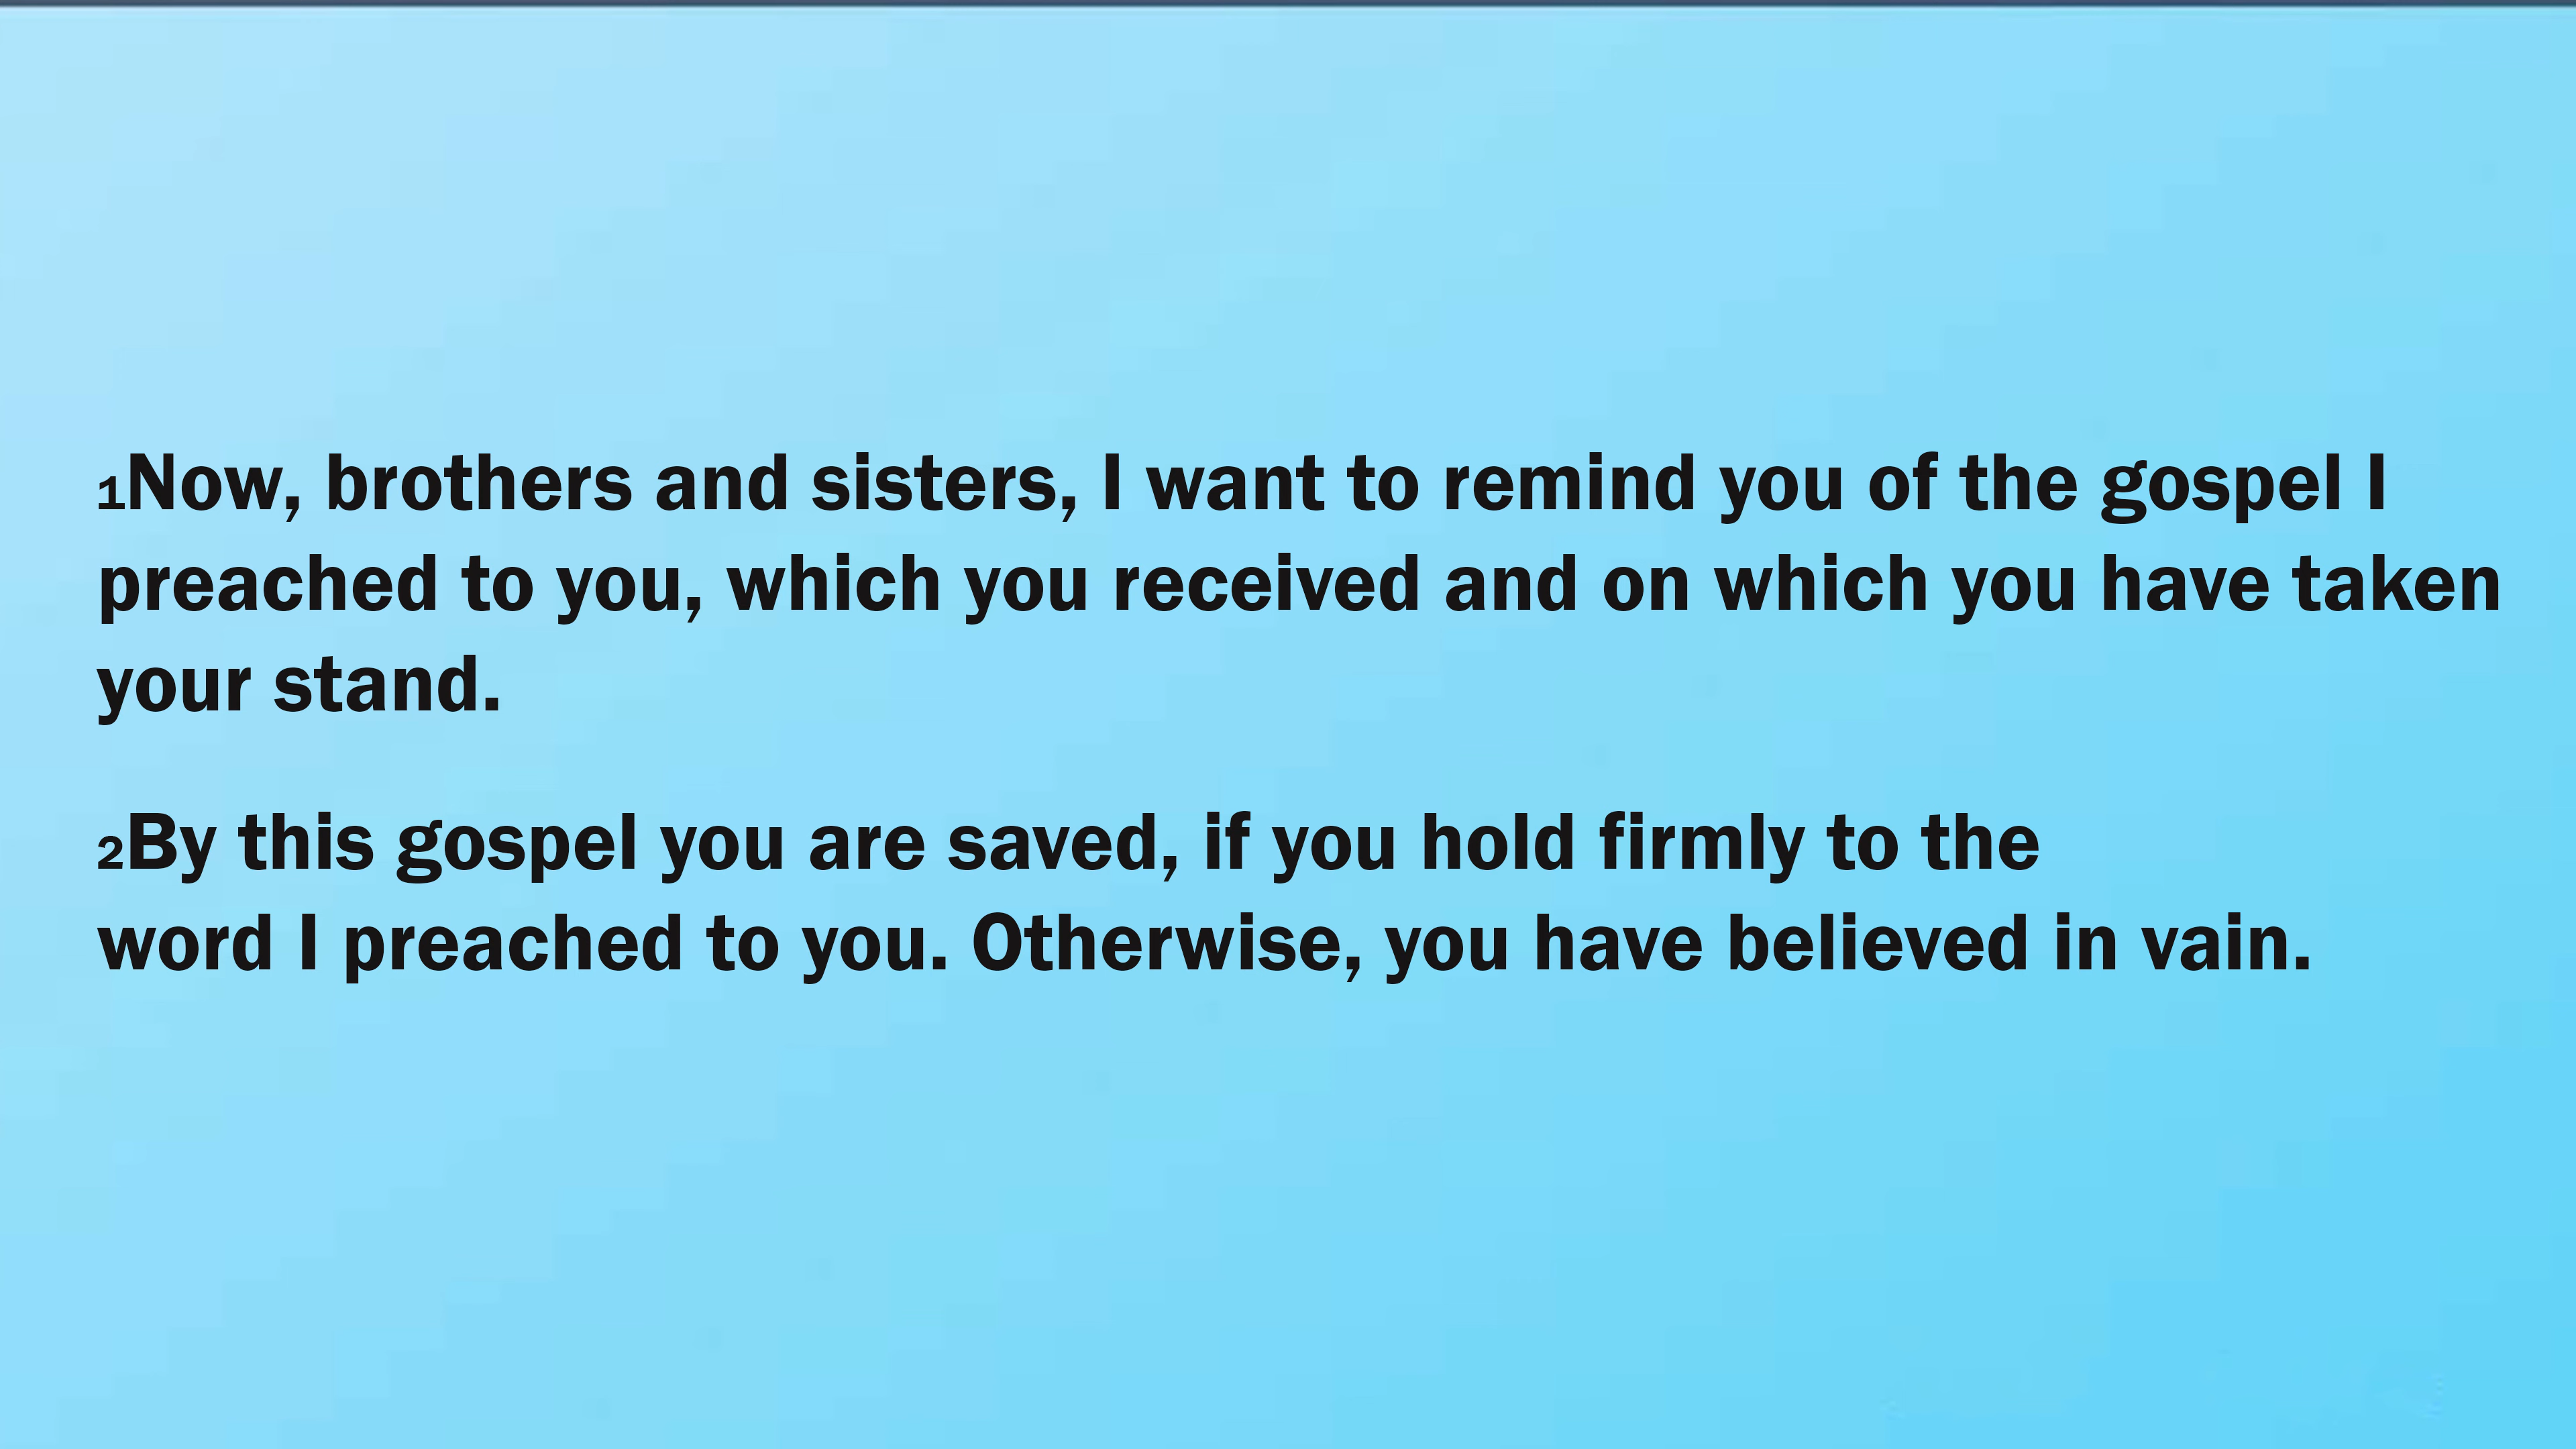 1Now, brothers and sisters, I want to remind you of the gospel I
preached to you, which you received and on which you have taken
your stand.
2By this gospel you are saved, if you hold firmly to the
word I preached to you. Otherwise, you have believed in vain.